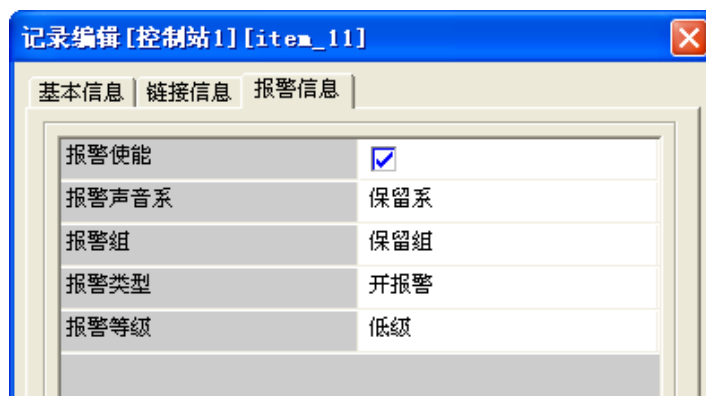 记录编辑[控制站1][item_11]
基本信息 链接信息 报警信息
报警使能
报警声音系 保留系
报警组 保留组
报警类型 开报警
报警等级 低级